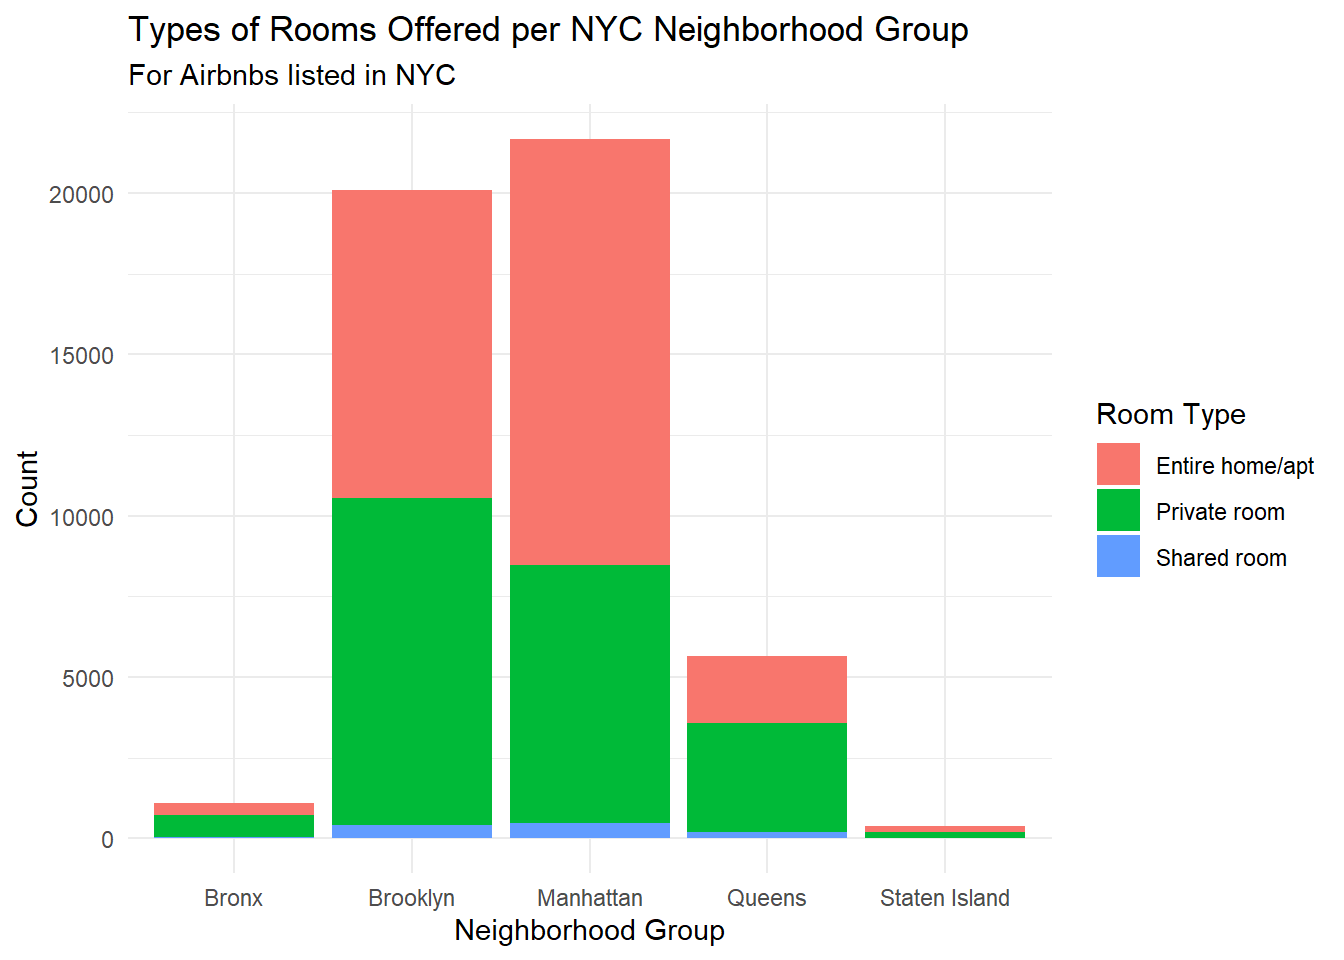 Types of Rooms Offered per NYC Neighborhood Group
For Airbnbs listed in NYC
Count
20000
15000
10000
5000
0
Bronx
Brooklyn
Manhattan
Queens
Staten Island
Neighborhood Group
Room Type
Entire home/apt
Private room
Shared room